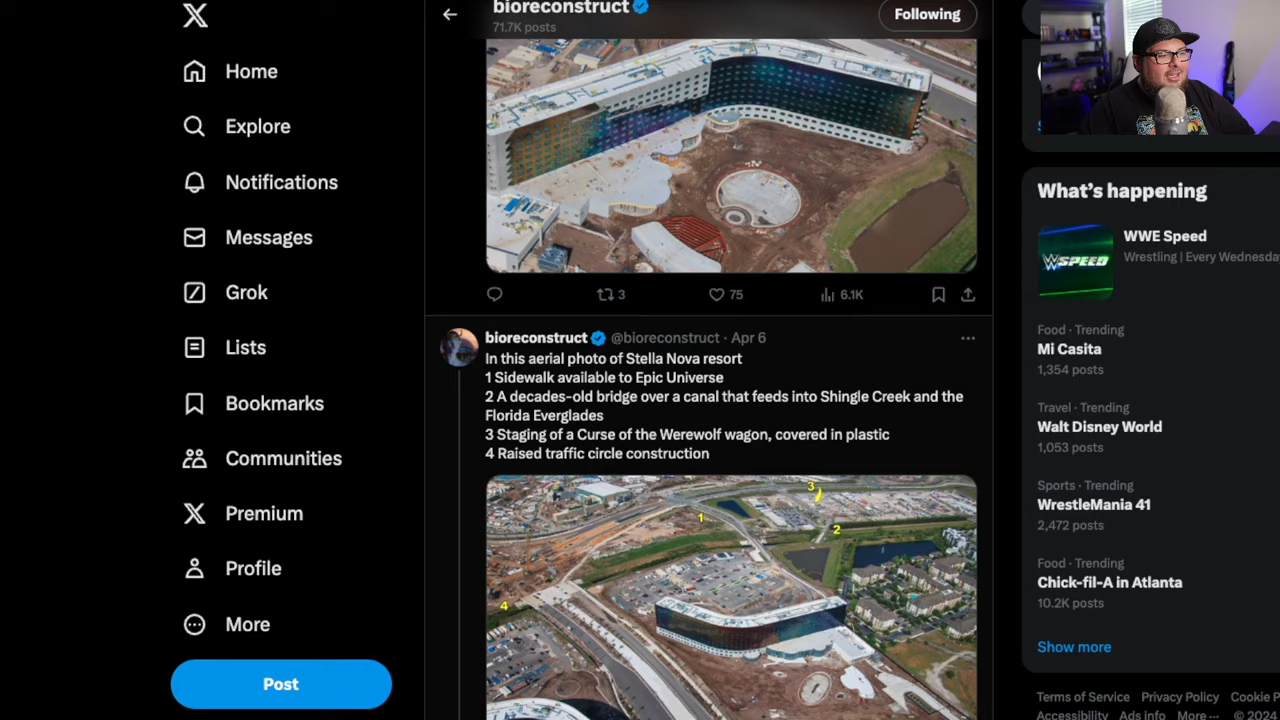 bioreconstruct
71.7K posts
Following
Home
Explore
Notifications
Messages
Grok
Lists
Bookmarks
Communities
Premium
Profile
More
Post
3
75
6.1K
bioreconstruct @bioreconstruct · Apr 6
In this aerial photo of Stella Nova resort
1 Sidewalk available to Epic Universe
2 A decades-old bridge over a canal that feeds into Shingle Creek and the
Florida Everglades
3 Staging of a Curse of the Werewolf wagon, covered in plastic
4 Raised traffic circle construction
3
1
2
4
What's happening
WWE Speed
Wrestling | Every Wednesda
W SPEED
Food · Trending
Mi Casita
1,354 posts
Travel · Trending
Walt Disney World
1,053 posts
Sports · Trending
WrestleMania 41
2,472 posts
Food · Trending
Chick-fil-A in Atlanta
10.2K posts
Show more
Terms of Service Privacy Policy Cookie P
Accessibility Ads info More ··· © 2024